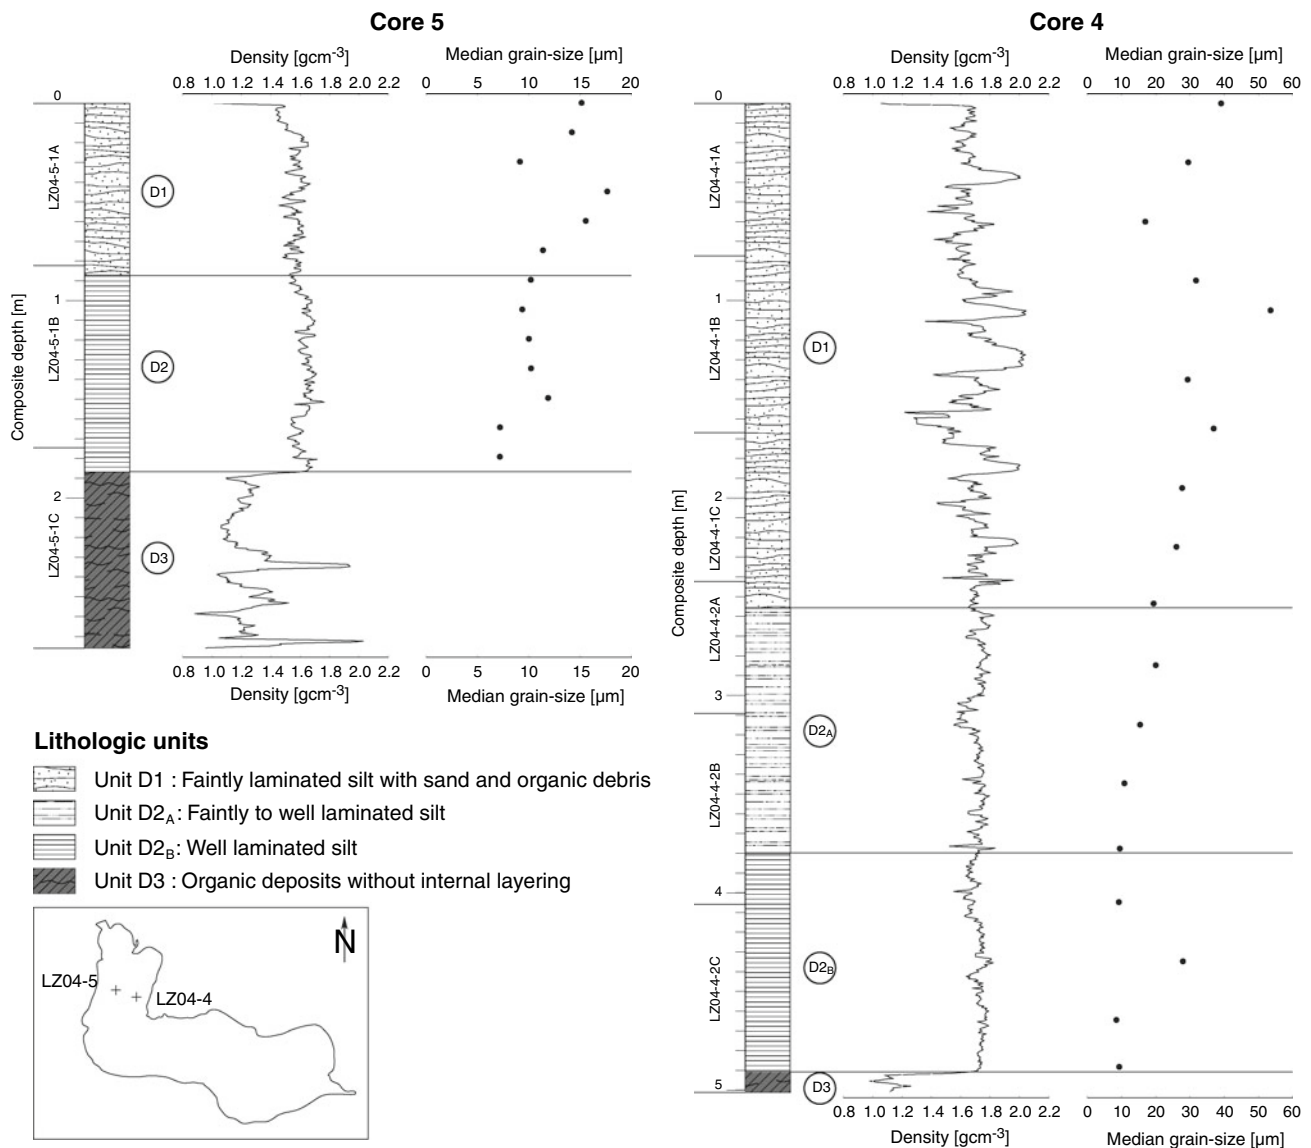 Core 5
Core 4
Density [gcm-3]
Median grain-size [µm]
Density [gcm-3]
Median grain-size [µm]
0.8 1.0 1.2 1.4 1.6 1.8 2.0 2.2
0 5 10 15 20
0.8 1.0 1.2 1.4 1.6 1.8 2.0 2.2
0 10 20 30 40 50 60
Composite depth [m]
0
1
2
LZ04-5-1A
LZ04-5-1B
LZ04-5-1C
D1
D2
D3
0.8 1.0 1.2 1.4 1.6 1.8 2.0 2.2
0 5 10 15 20
Density [gcm-3]
Median grain-size [µm]
Composite depth [m]
0
1
2
3
4
5
LZ04-4-1A
LZ04-4-1B
LZ04-4-1C
LZ04-4-2A
LZ04-4-2B
LZ04-4-2C
D1
D2A
D2B
D3
0.8 1.0 1.2 1.4 1.6 1.8 2.0 2.2
0 10 20 30 40 50 60
Density [gcm-3]
Median grain-size [µm]
Lithologic units
Unit D1 : Faintly laminated silt with sand and organic debris
Unit D2A : Faintly to well laminated silt
Unit D2B: Well laminated silt
Unit D3 : Organic deposits without internal layering
N
LZ04-5
LZ04-4